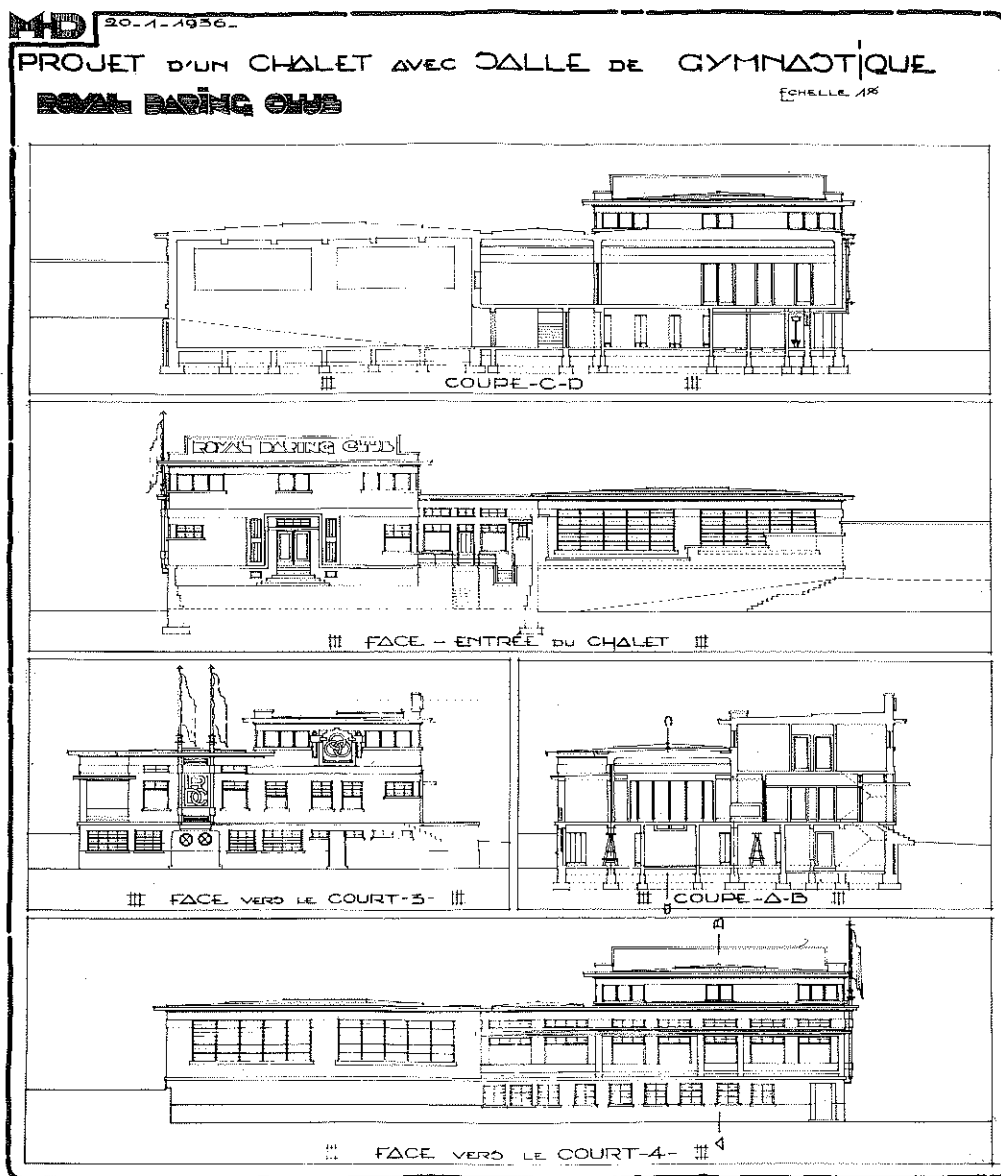 MHD 20-1-1936-
PROJET D'UN CHALET AVEC SALLE DE GYMNASTIQUE
ROYAL DARING CLUB
ECHELLE
COUPE-C-D
ROYAL DARING CLUB
FACE - ENTRÉE DU CHALET
C
D
FACE VERS LE COURT-3-
COUPE-A-B
B
A
FACE VERS LE COURT-4-